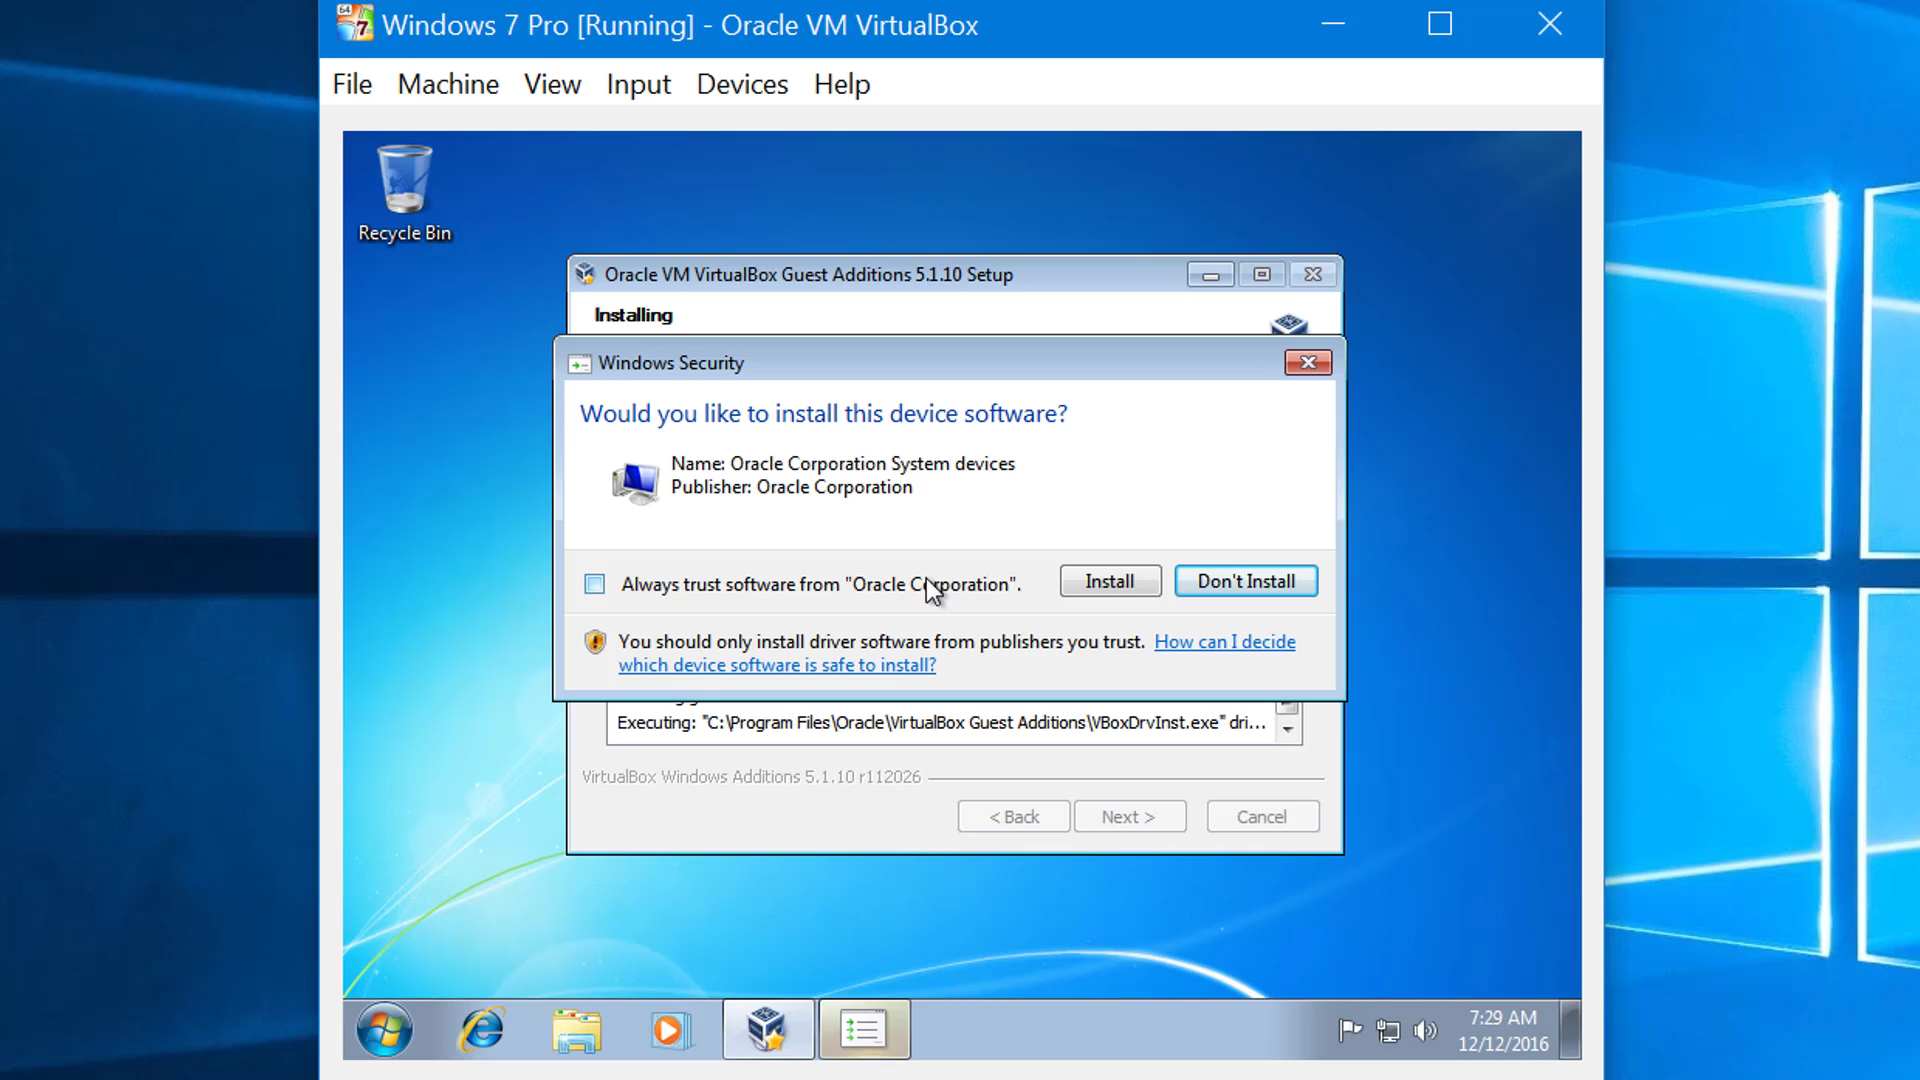 64
Windows 7 Pro [Running] - Oracle VM VirtualBox
File Machine View Input Devices Help
Recycle Bin
Oracle VM VirtualBox Guest Additions 5.1.10 Setup
Installing
Windows Security
Would you like to install this device software?
Name: Oracle Corporation System devices
Publisher: Oracle Corporation
Always trust software from "Oracle Corporation".
Install
Don't Install
You should only install driver software from publishers you trust. How can I decide
which device software is safe to install?
Executing: "C:\Program Files\Oracle\VirtualBox Guest Additions\VBoxDrvInst.exe" dri...
VirtualBox Windows Additions 5.1.10 r112026
< Back
Next >
Cancel
7:29 AM
12/12/2016